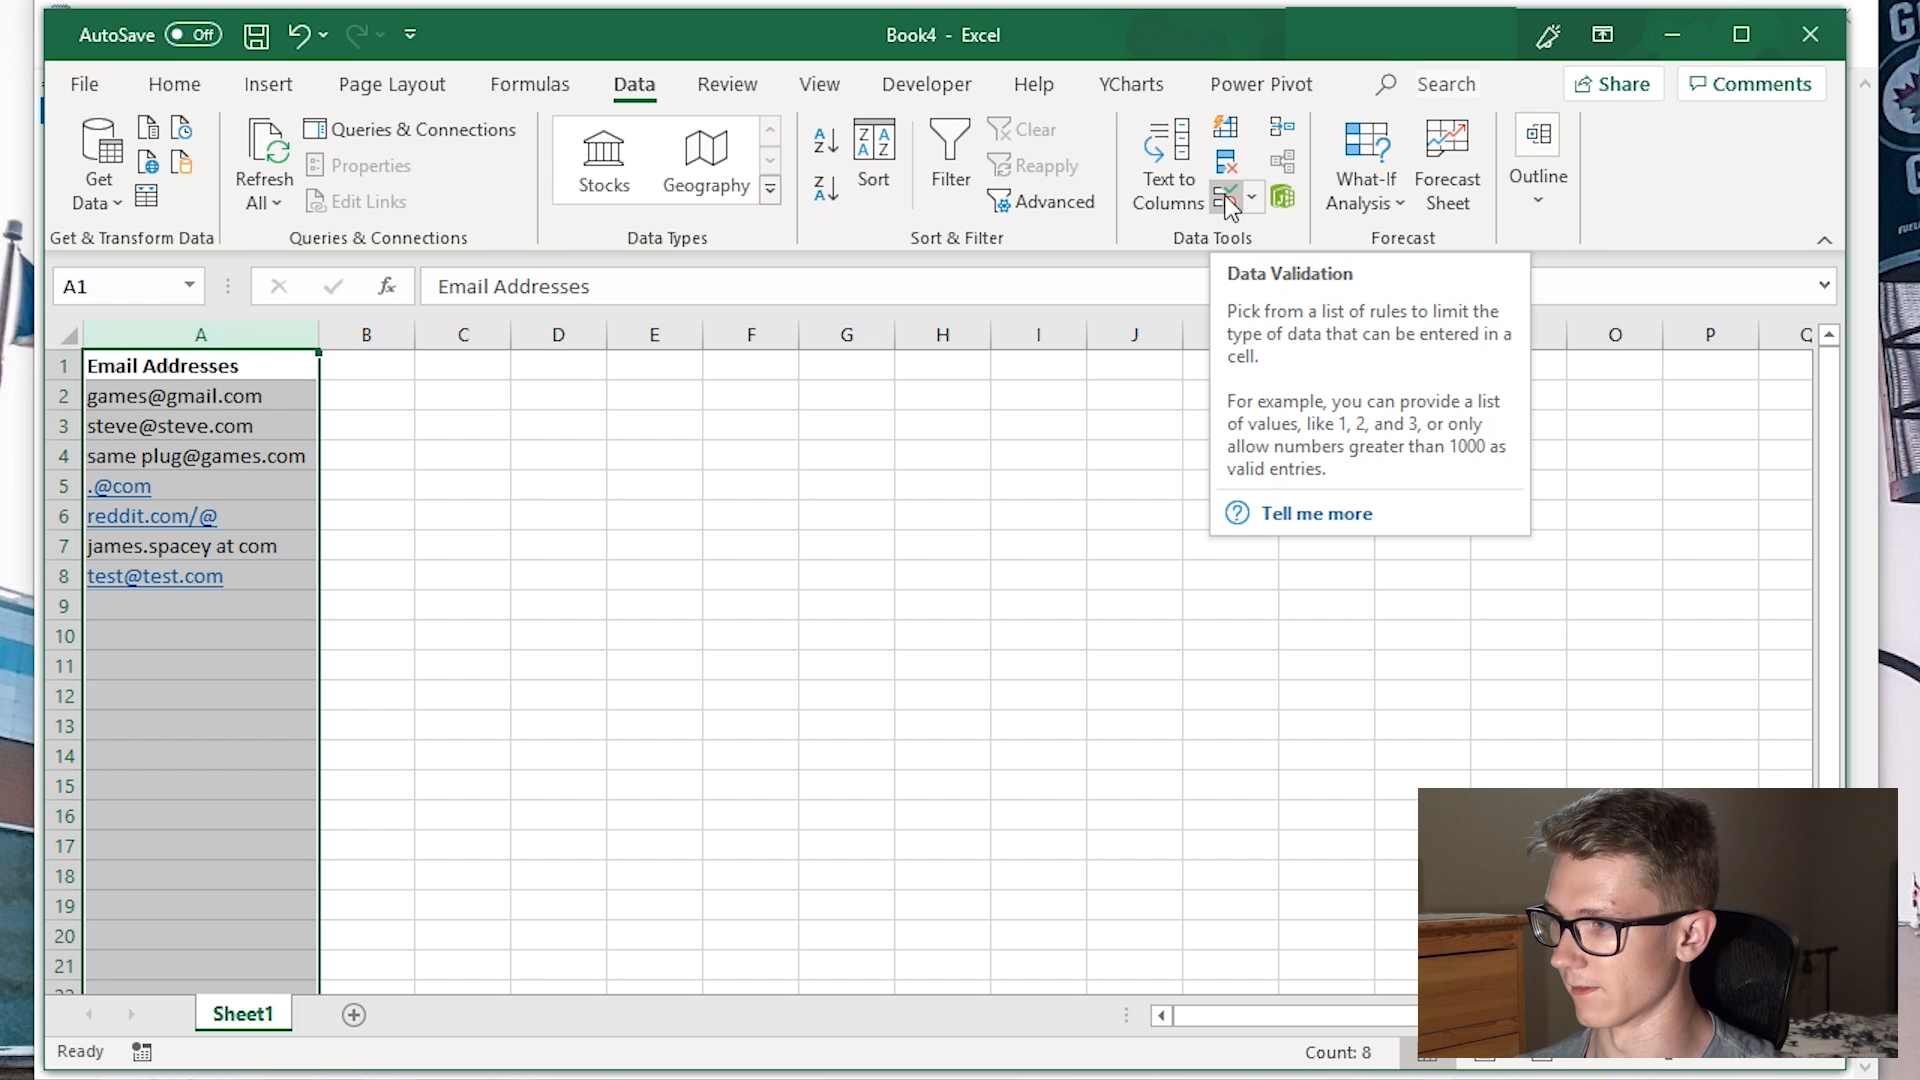 AutoSave Off
Book4 - Excel
File Home Insert Page Layout Formulas Data Review View Developer Help YCharts Power Pivot Search Share Comments
Get Data
Refresh All
Queries & Connections
Properties
Edit Links
Stocks
Geography
Sort
Filter
Clear
Reapply
Advanced
Text to Columns
What-If Analysis
Forecast Sheet
Outline
Get & Transform Data
Queries & Connections
Data Types
Sort & Filter
Data Tools
Forecast
A1
fx
Email Addresses
Data Validation
Pick from a list of rules to limit the
type of data that can be entered in a
cell.
For example, you can provide a list
of values, like 1, 2, and 3, or only
allow numbers greater than 1000 as
valid entries.
Tell me more
A B C D E F G H I J O P Q
1 Email Addresses
2 games@gmail.com
3 steve@steve.com
4 same plug@games.com
5 .@com
6 reddit.com/@
7 james.spacey at com
8 test@test.com
9
10
11
12
13
14
15
16
17
18
19
20
21
Sheet1
Ready
Count: 8